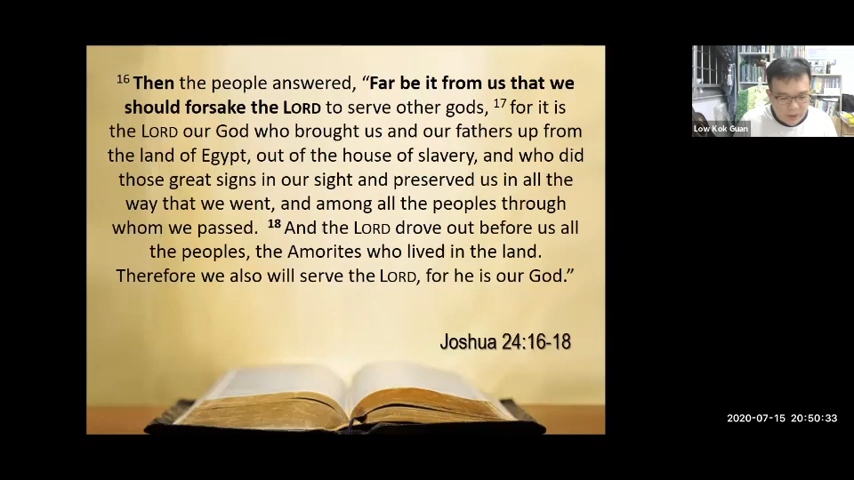 16 Then the people answered, “Far be it from us that we
should forsake the LORD to serve other gods, 17 for it is
the LORD our God who brought us and our fathers up from
the land of Egypt, out of the house of slavery, and who did
those great signs in our sight and preserved us in all the
way that we went, and among all the peoples through
whom we passed. 18 And the LORD drove out before us all
the peoples, the Amorites who lived in the land.
Therefore we also will serve the LORD, for he is our God.”
Joshua 24:16-18
Low Kok Guan
2020-07-15 20:50:33